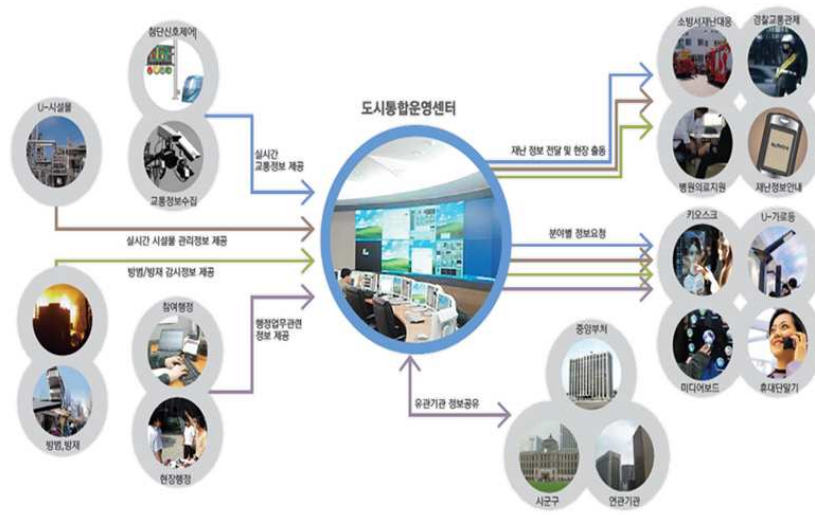 첨단신호제어
U-시설물
교통정보수집
실시간
교통정보 제공
실시간 시설물 관리정보 제공
방범/방재 감시정보 제공
방범,방재
참여행정
현장행정
행정업무관련
정보 제공
도시통합운영센터
재난 정보 전달 및 현장 출동
소방서재난대응
경찰교통관제
병원의료지원
재난정보안내
분야별 정보요청
키오스크
U-가로등
미디어보드
휴대단말기
유관기관 정보공유
중앙부처
시군구
연관기관